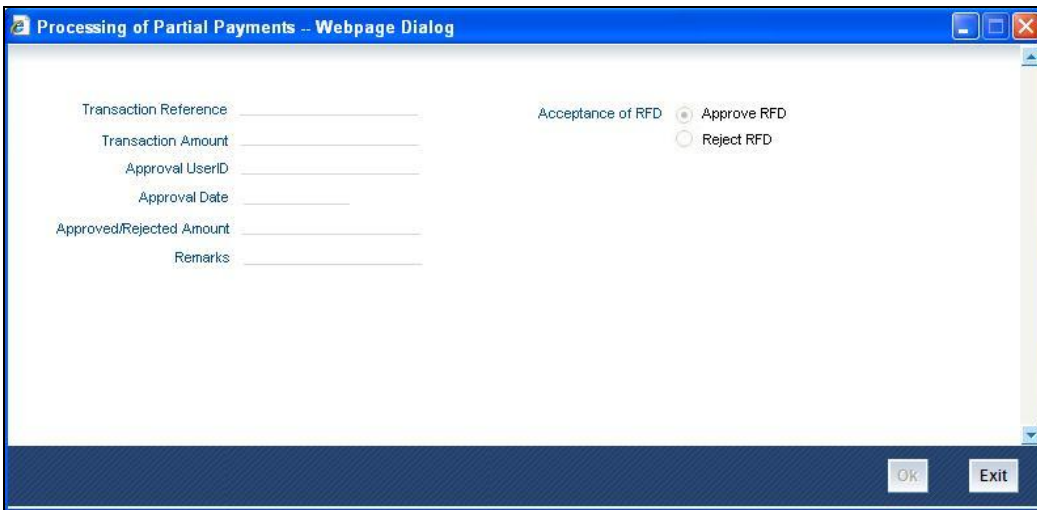 Processing of Partial Payments -- Webpage Dialog
Transaction Reference
Transaction Amount
Approval UserID
Approval Date
Approved/Rejected Amount
Remarks
Acceptance of RFD
Approve RFD
Reject RFD
Ok
Exit